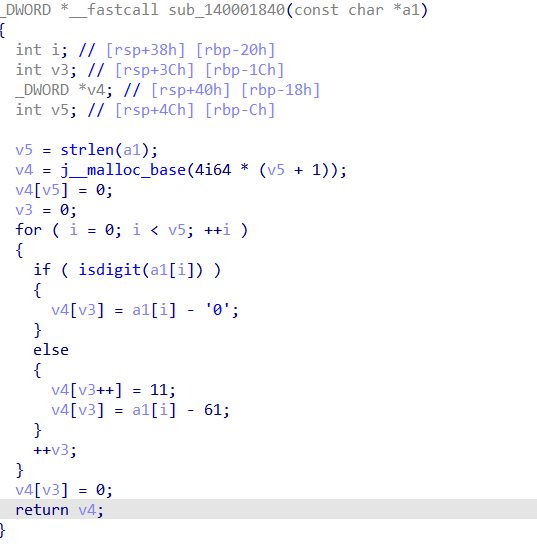 _DWORD *__fastcall sub_140001840(const char *a1)
{
  int i; // [rsp+38h] [rbp-20h]
  int v3; // [rsp+3Ch] [rbp-1Ch]
  _DWORD *v4; // [rsp+40h] [rbp-18h]
  int v5; // [rsp+4Ch] [rbp-Ch]

  v5 = strlen(a1);
  v4 = j__malloc_base(4i64 * (v5 + 1));
  v4[v5] = 0;
  v3 = 0;
  for ( i = 0; i < v5; ++i )
  {
    if ( isdigit(a1[i]) )
    {
      v4[v3] = a1[i] - '0';
    }
    else
    {
      v4[v3++] = 11;
      v4[v3] = a1[i] - 61;
    }
    ++v3;
  }
  v4[v3] = 0;
  return v4;
}